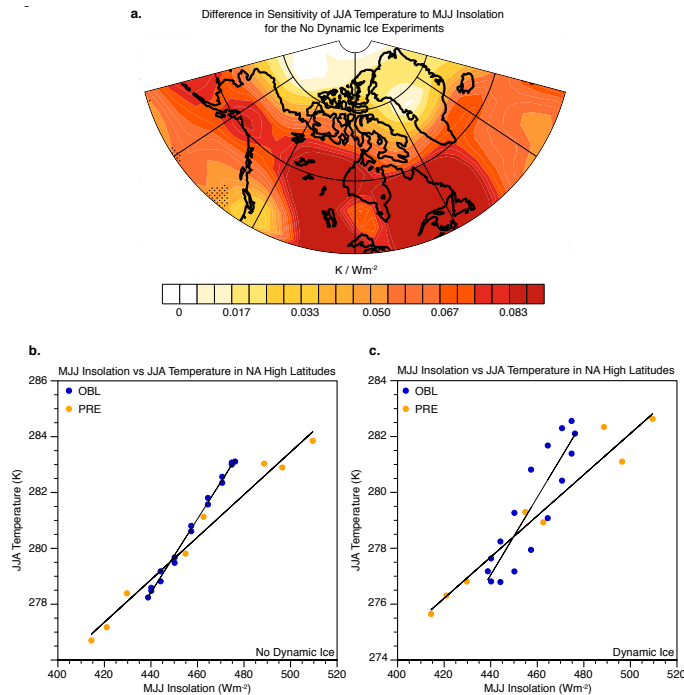 a.
Difference in Sensitivity of JJA Temperature to MJJ Insolation
for the No Dynamic Ice Experiments
K / Wm-2
0 0.017 0.033 0.050 0.067 0.083
b.
MJJ Insolation vs JJA Temperature in NA High Latitudes
286
284
282
280
278
JJA Temperature (K)
OBL
PRE
No Dynamic Ice
400 420 440 460 480 500 520
MJJ Insolation (Wm-2)
c.
MJJ Insolation vs JJA Temperature in NA High Latitudes
284
282
280
278
276
274
JJA Temperature (K)
OBL
PRE
Dynamic Ice
400 420 440 460 480 500 520
MJJ Insolation (Wm-2)